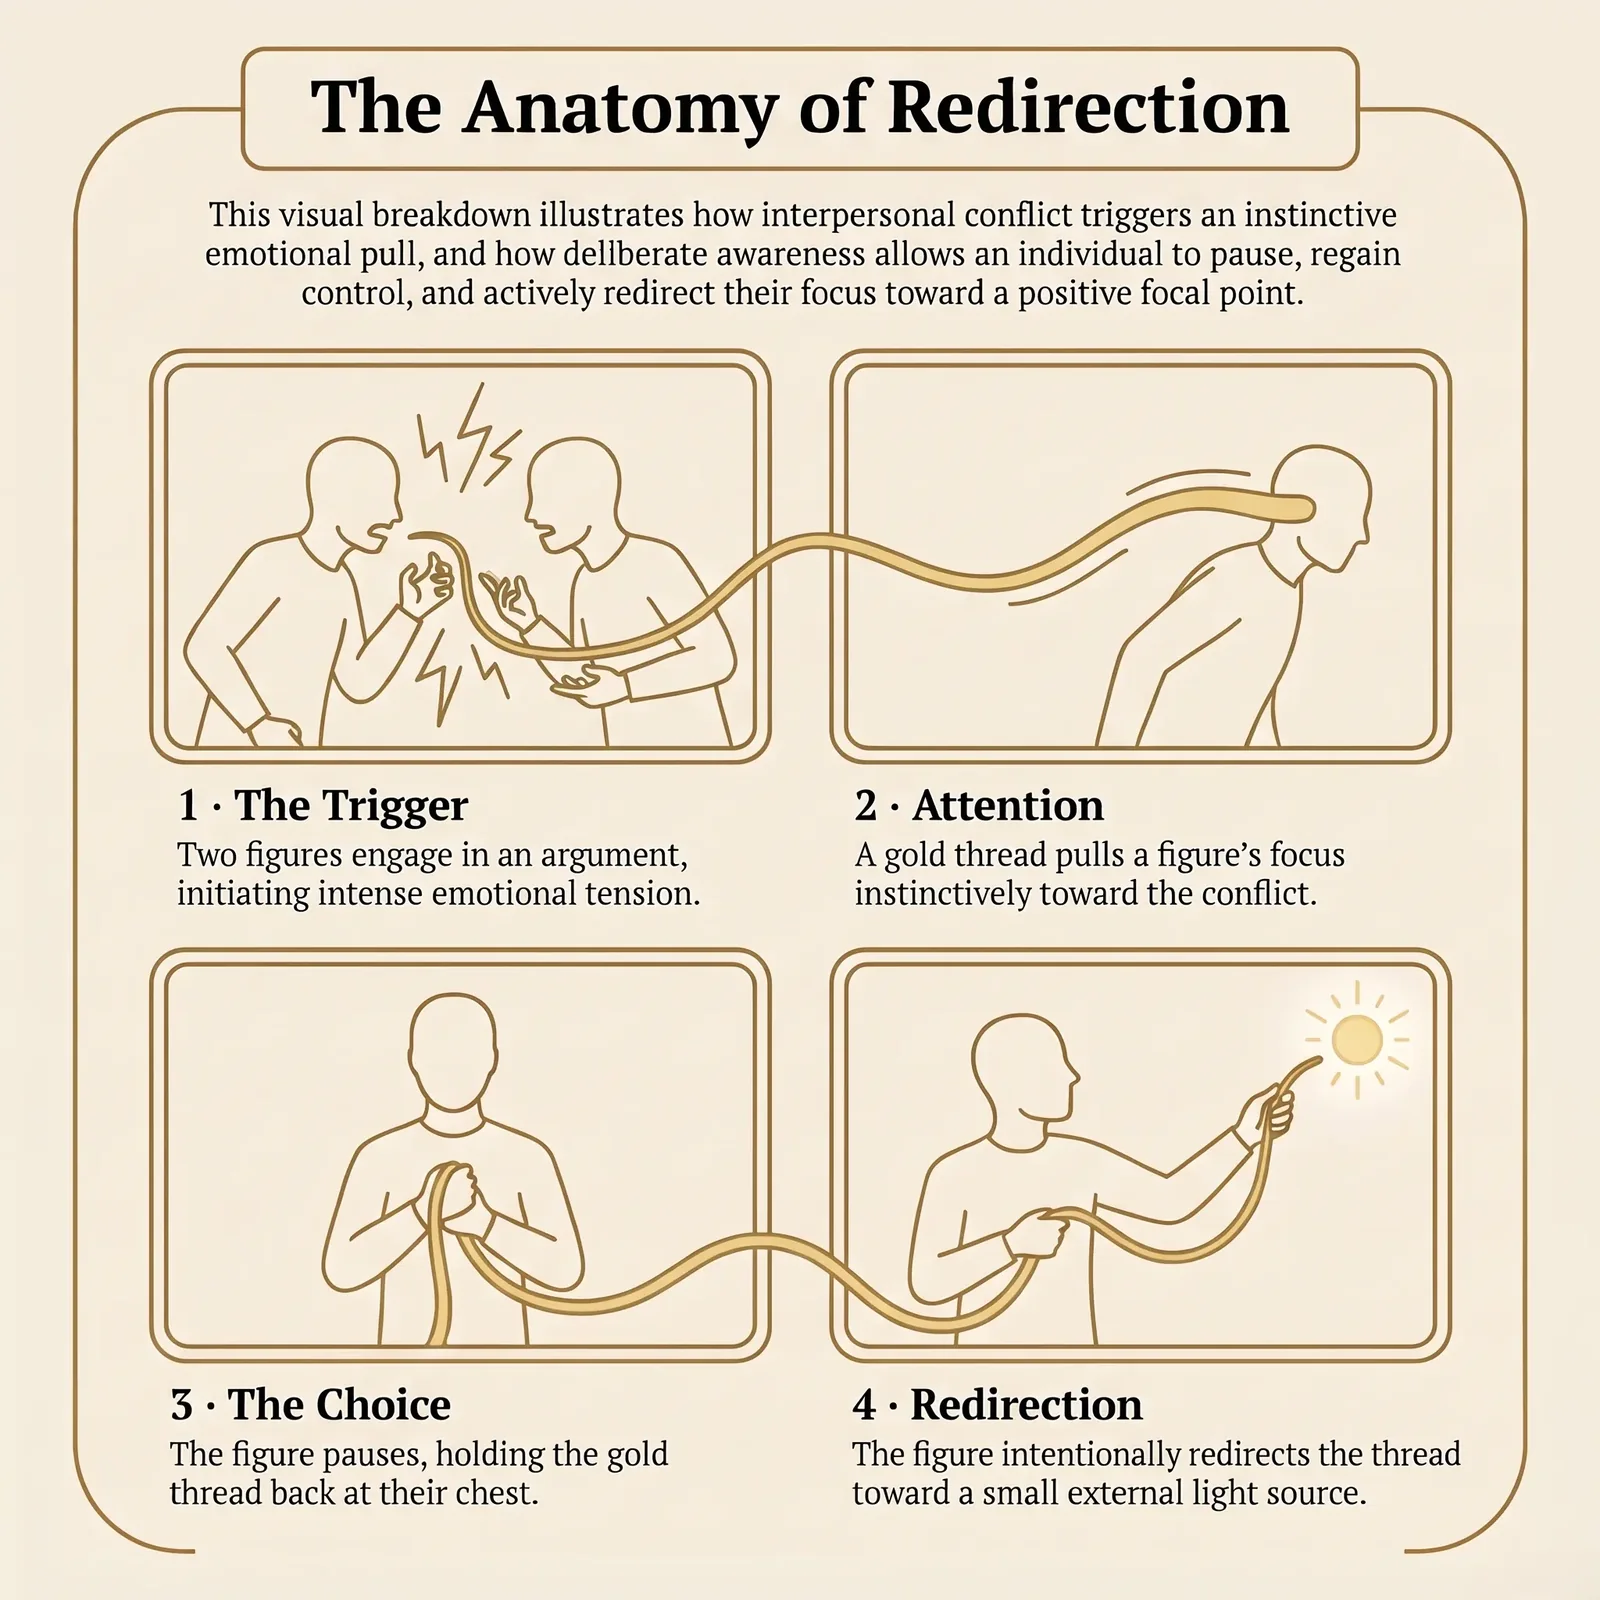 The Anatomy of Redirection
This visual breakdown illustrates how interpersonal conflict triggers an instinctive
emotional pull, and how deliberate awareness allows an individual to pause, regain
control, and actively redirect their focus toward a positive focal point.
1 · The Trigger
Two figures engage in an argument,
initiating intense emotional tension.
2 · Attention
A gold thread pulls a figure’s focus
instinctively toward the conflict.
3 · The Choice
The figure pauses, holding the gold
thread back at their chest.
4 · Redirection
The figure intentionally redirects the thread
toward a small external light source.